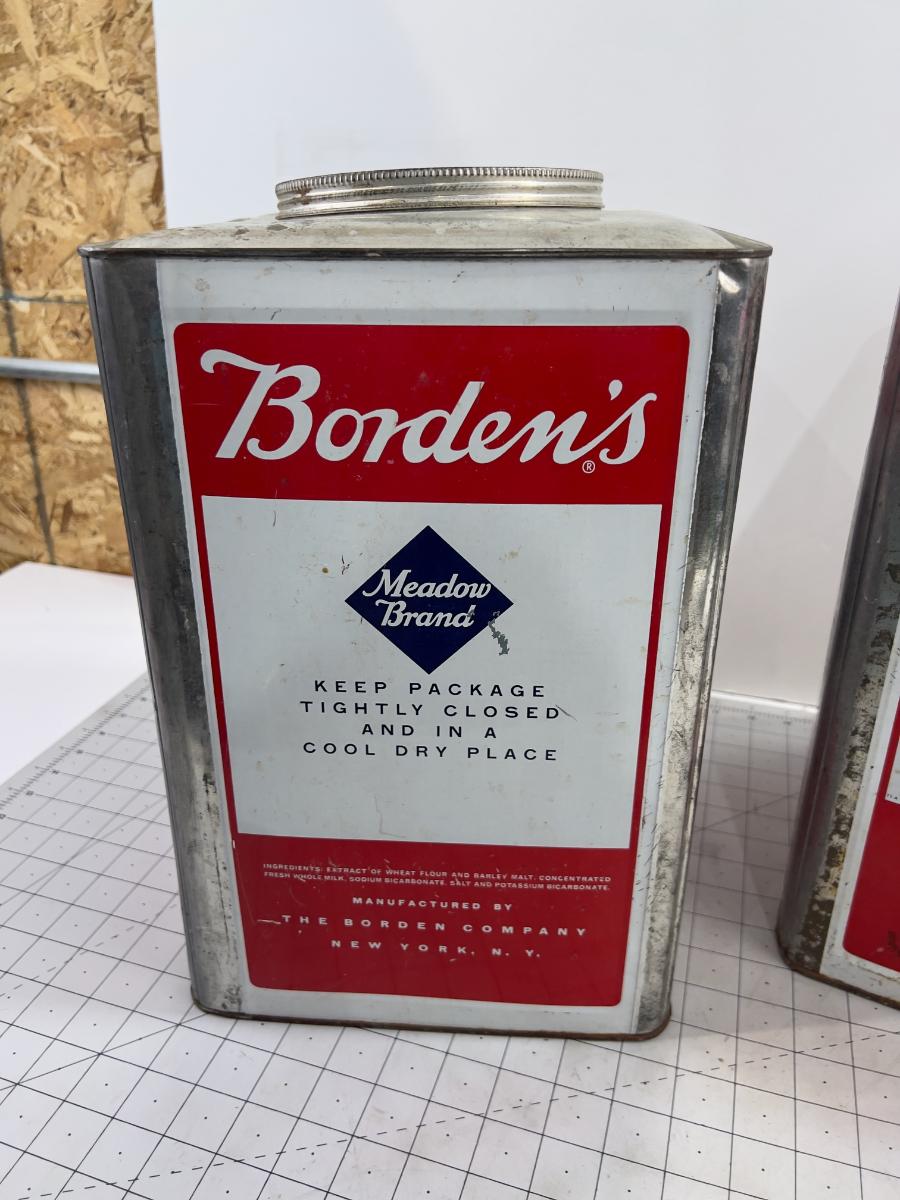 Borden's®
Meadow
Brand
KEEP PACKAGE
TIGHTLY CLOSED
AND IN A
COOL DRY PLACE
INGREDIENTS: EXTRACT OF WHEAT FLOUR AND BARLEY MALT, CONCENTRATED
FRESH WHOLE MILK, SODIUM BICARBONATE, SALT AND POTASSIUM BICARBONATE.
MANUFACTURED BY
THE BORDEN COMPANY
NEW YORK, N. Y.